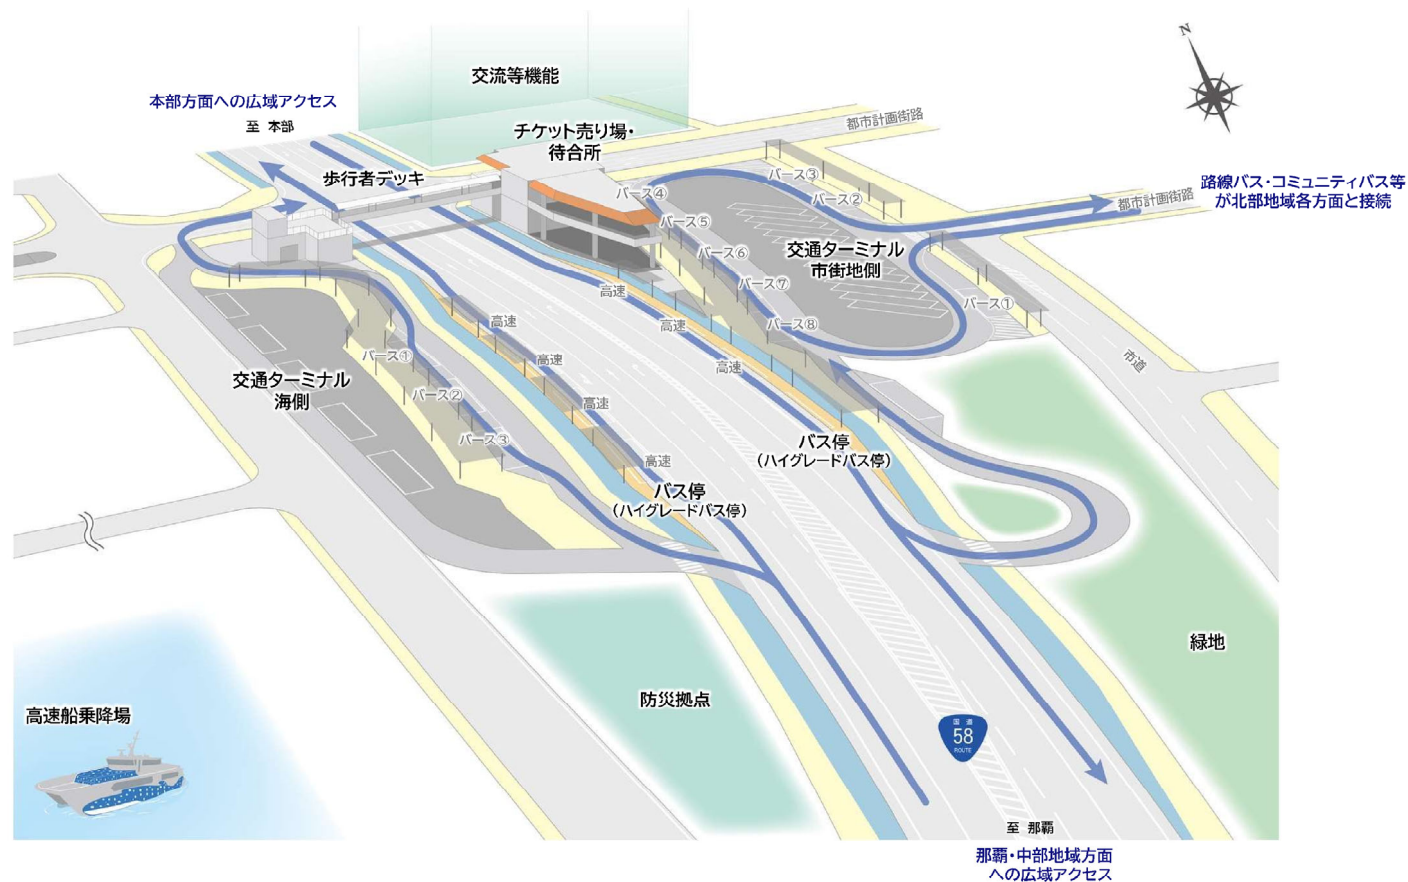 交流等機能
N
本部方面への広域アクセス
至 本部
チケット売り場・
待合所
都市計画街路
歩行者デッキ
バース③
バース②
バース④
路線バス・コミュニティバス等
が北部地域各方面と接続
都市計画街路
バース⑤
バース⑥
交通ターミナル
市街地側
バース⑦
バース①
バース⑧
高速
高速
高速
市道
高速
高速
高速
高速
バース①
バース②
バース③
交通ターミナル
海側
バス停
（ハイグレードバス停）
バス停
（ハイグレードバス停）
緑地
防災拠点
高速船乗降場
国道
58
ROUTE
至 那覇
那覇・中部地域方面
への広域アクセス